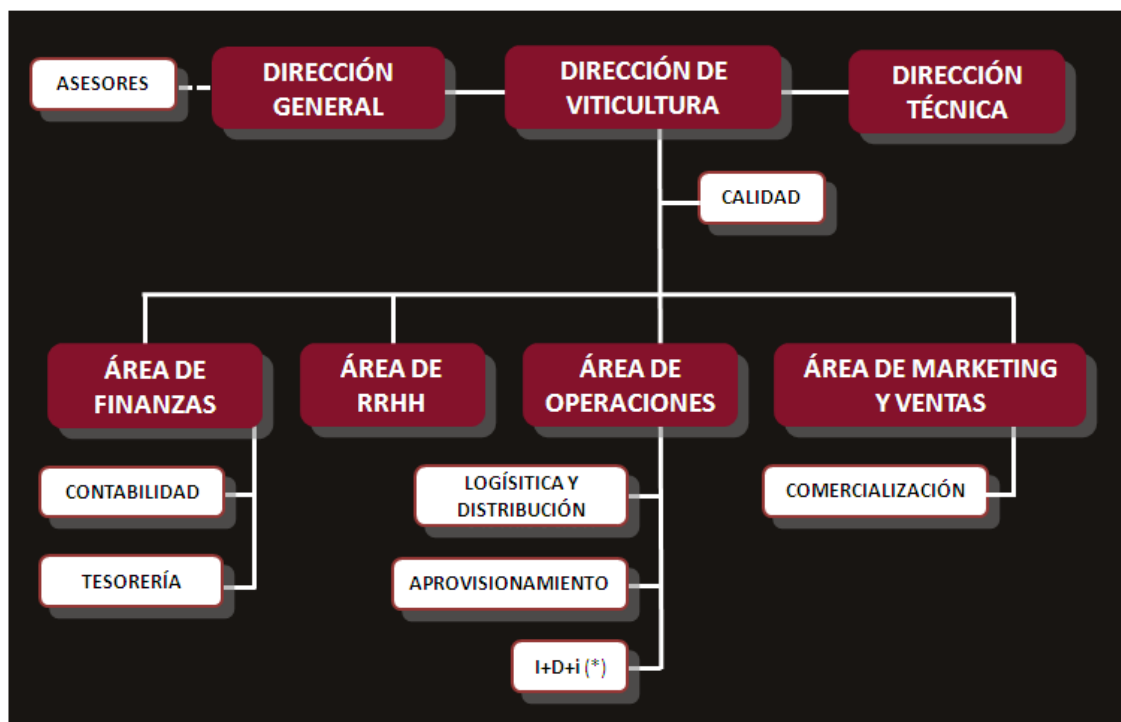 ASESORES
DIRECCIÓN
GENERAL
DIRECCIÓN DE
VITICULTURA
DIRECCIÓN
TÉCNICA
CALIDAD
ÁREA DE
FINANZAS
ÁREA DE
RRHH
ÁREA DE
OPERACIONES
ÁREA DE MARKETING
Y VENTAS
CONTABILIDAD
TESORERÍA
LOGÍSITICA Y
DISTRIBUCIÓN
APROVISIONAMIENTO
I+D+i (*)
COMERCIALIZACIÓN